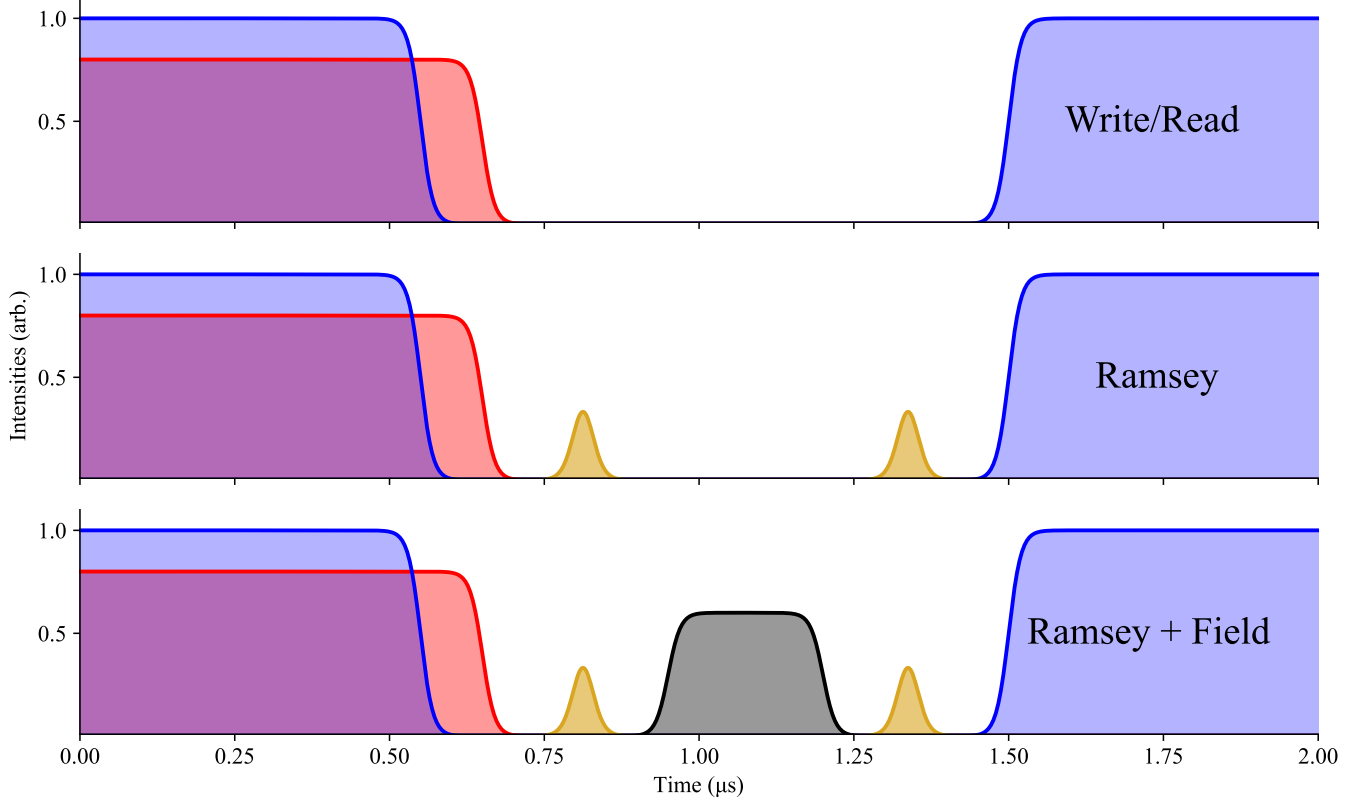 1.0
0.5
Write/Read
1.0
0.5
Ramsey
Intensities (arb.)
1.0
0.5
Ramsey + Field
0.00 0.25 0.50 0.75 1.00 1.25 1.50 1.75 2.00
Time (μs)